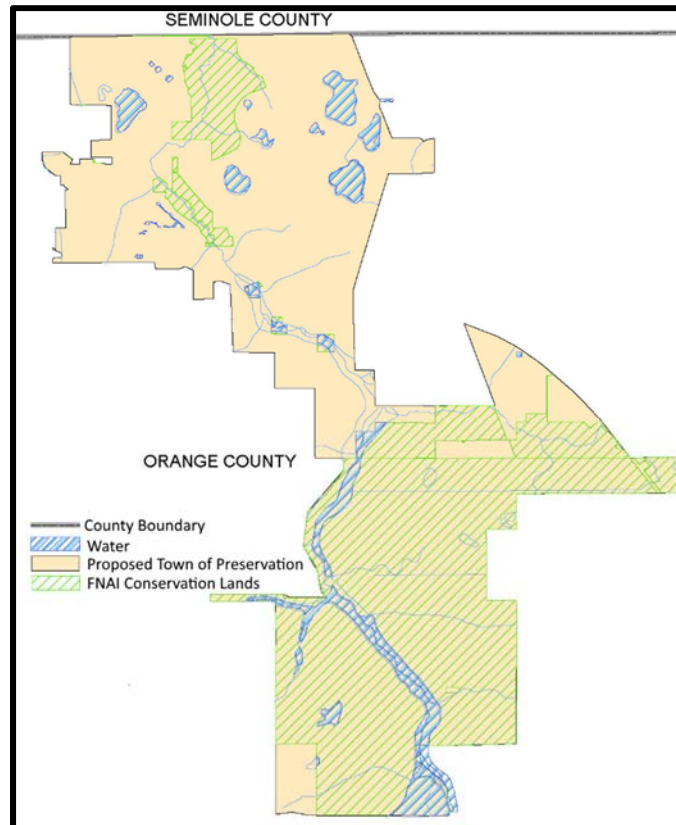 SEMINOLE COUNTY
ORANGE COUNTY
County Boundary
Water
Proposed Town of Preservation
FNAI Conservation Lands